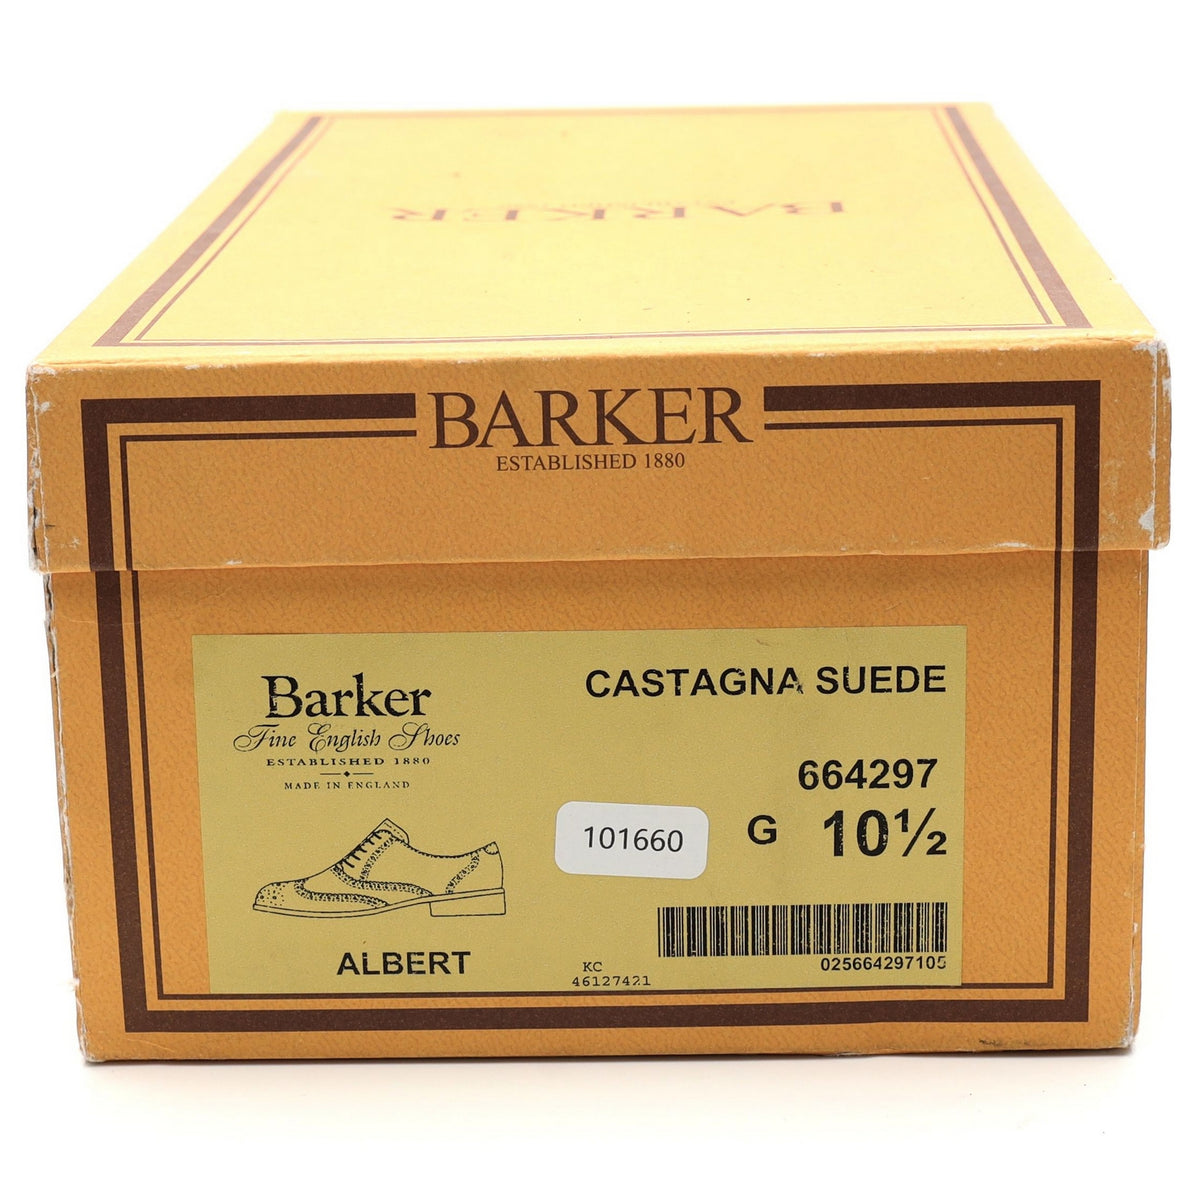 BARKER
BARKER
ESTABLISHED 1880
Barker
Fine English Shoes
ESTABLISHED 1880
MADE IN ENGLAND
CASTAGNA SUEDE
664297
G 10½
101660
ALBERT
KC
46127421
025664297105